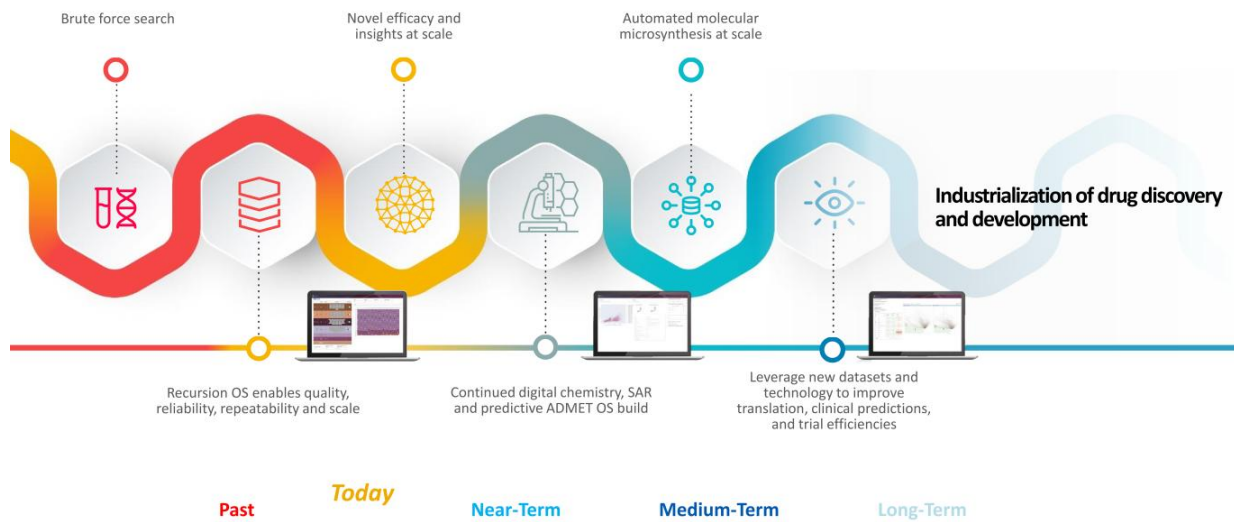 Brute force search
Novel efficacy and
insights at scale
Automated molecular
microsynthesis at scale
Industrialization of drug discovery
and development
Recursion OS enables quality,
reliability, repeatability and scale
Continued digital chemistry, SAR
and predictive ADMET OS build
Leverage new datasets and
technology to improve
translation, clinical predictions,
and trial efficiencies
Past
Today
Near-Term
Medium-Term
Long-Term